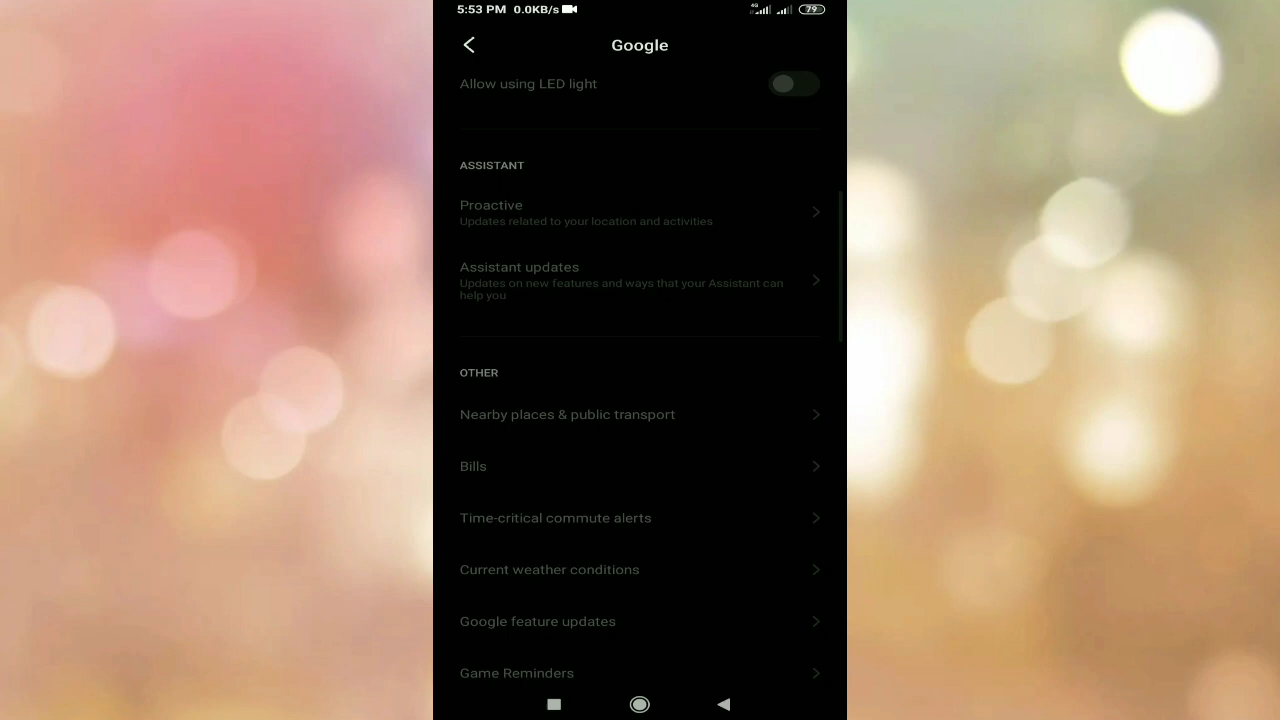 5:53 PM 0.0KB/s 4G 79
Google
Allow using LED light
ASSISTANT
Proactive
Updates related to your location and activities
Assistant updates
Updates on new features and ways that your Assistant can
help you
OTHER
Nearby places & public transport
Bills
Time-critical commute alerts
Current weather conditions
Google feature updates
Game Reminders